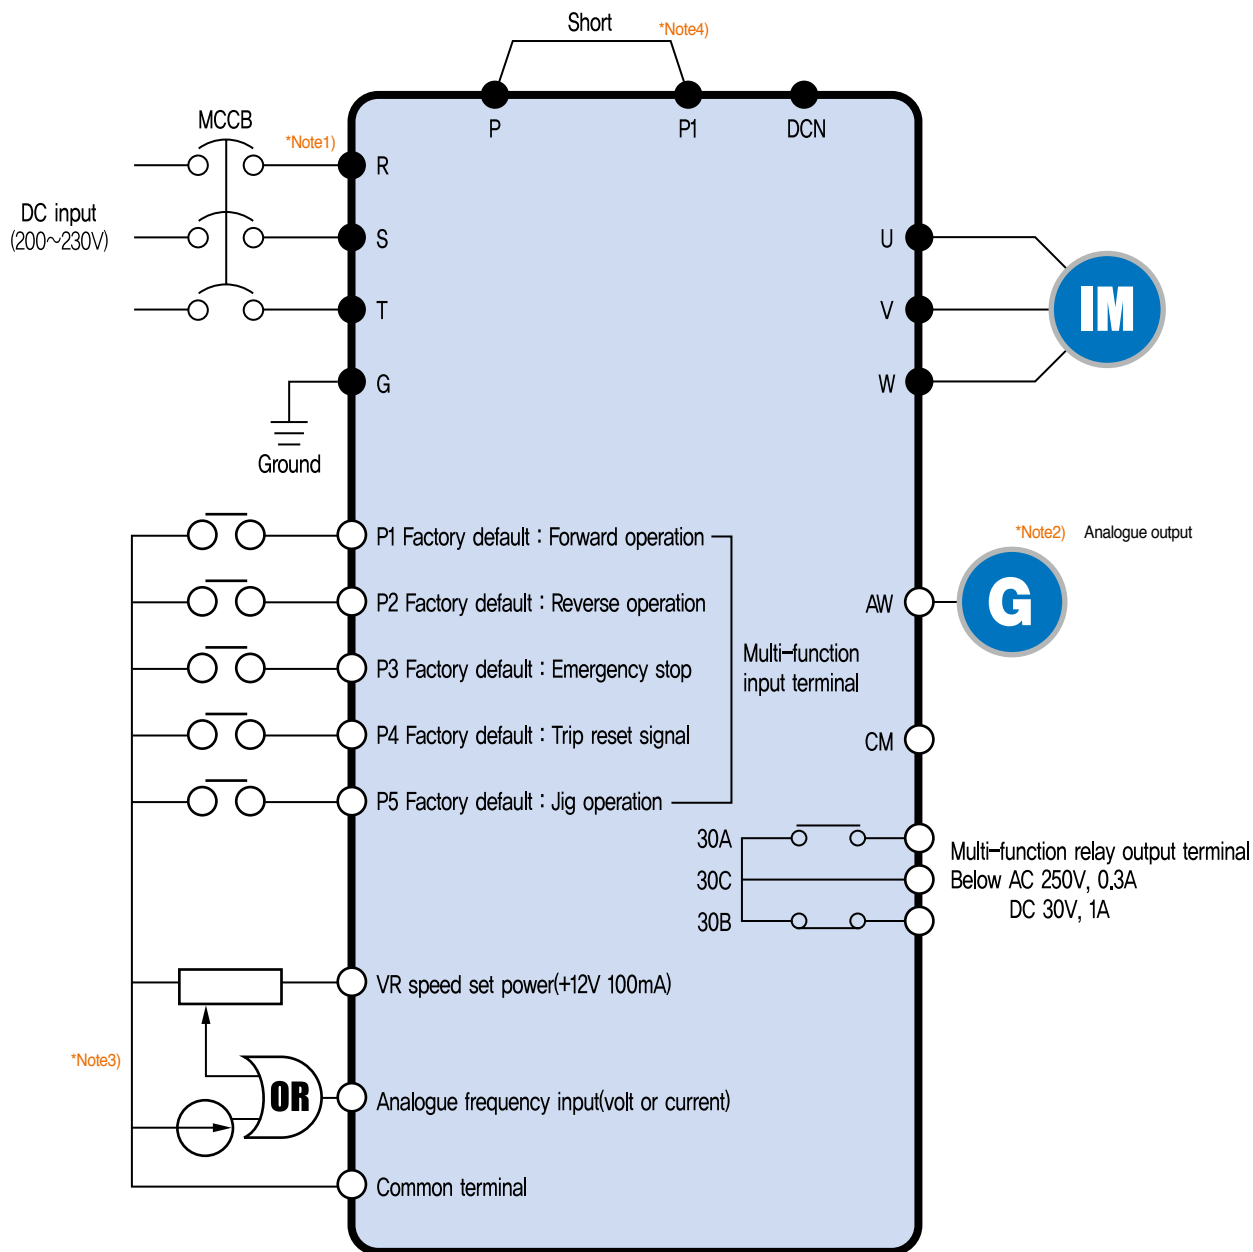 Short
*Note4)
P
P1
DCN
MCCB
*Note1)
R
DC input
(200~230V)
S
T
G
Ground
U
V
W
IM
P1 Factory default : Forward operation
P2 Factory default : Reverse operation
P3 Factory default : Emergency stop
P4 Factory default : Trip reset signal
P5 Factory default : Jig operation
Multi-function
input terminal
*Note2) Analogue output
AW
G
CM
30A
30C
30B
Multi-function relay output terminal
Below AC 250V, 0.3A
DC 30V, 1A
VR speed set power(+12V 100mA)
*Note3)
OR
Analogue frequency input(volt or current)
Common terminal